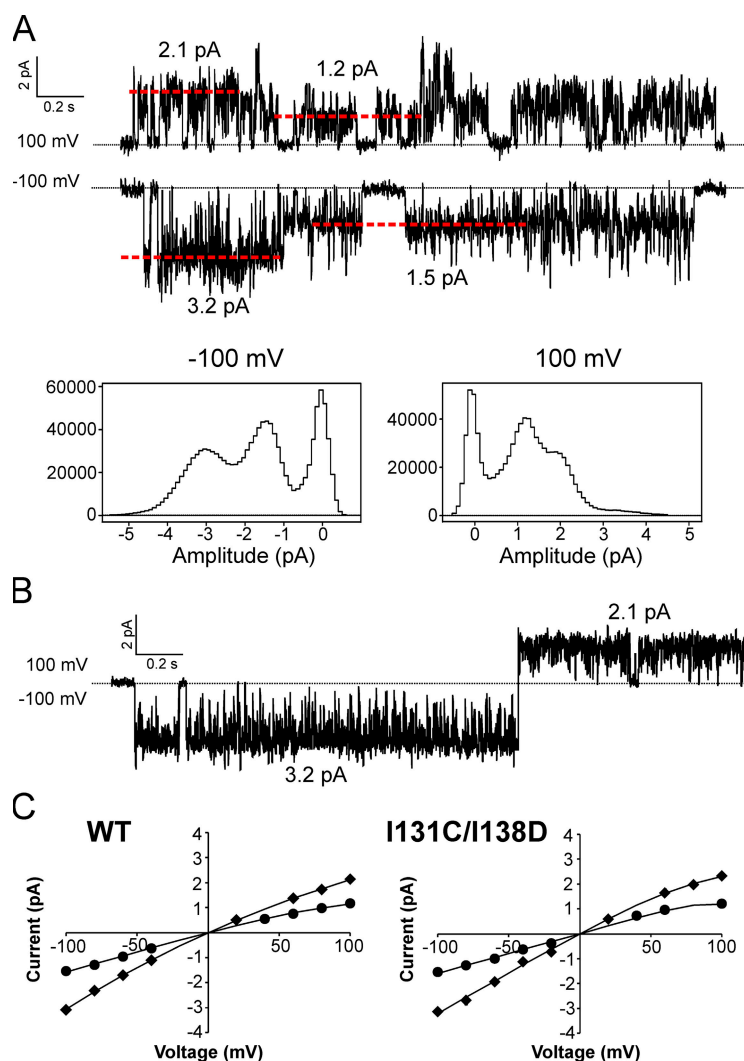 A
2.1 pA
1.2 pA
2 pA
0.2 s
100 mV
-100 mV
3.2 pA
1.5 pA
-100 mV
100 mV
60000
40000
20000
0
-5 -4 -3 -2 -1 0
Amplitude (pA)
40000
20000
0
0 1 2 3 4 5
Amplitude (pA)
B
2.1 pA
2 pA
0.2 s
100 mV
-100 mV
3.2 pA
C
WT
I131C/I138D
4
3
2
1
-1
-2
-3
-4
-100 -50 50 100
Current (pA)
Voltage (mV)
4
3
2
1
-1
-2
-3
-4
-100 -50 50 100
Current (pA)
Voltage (mV)